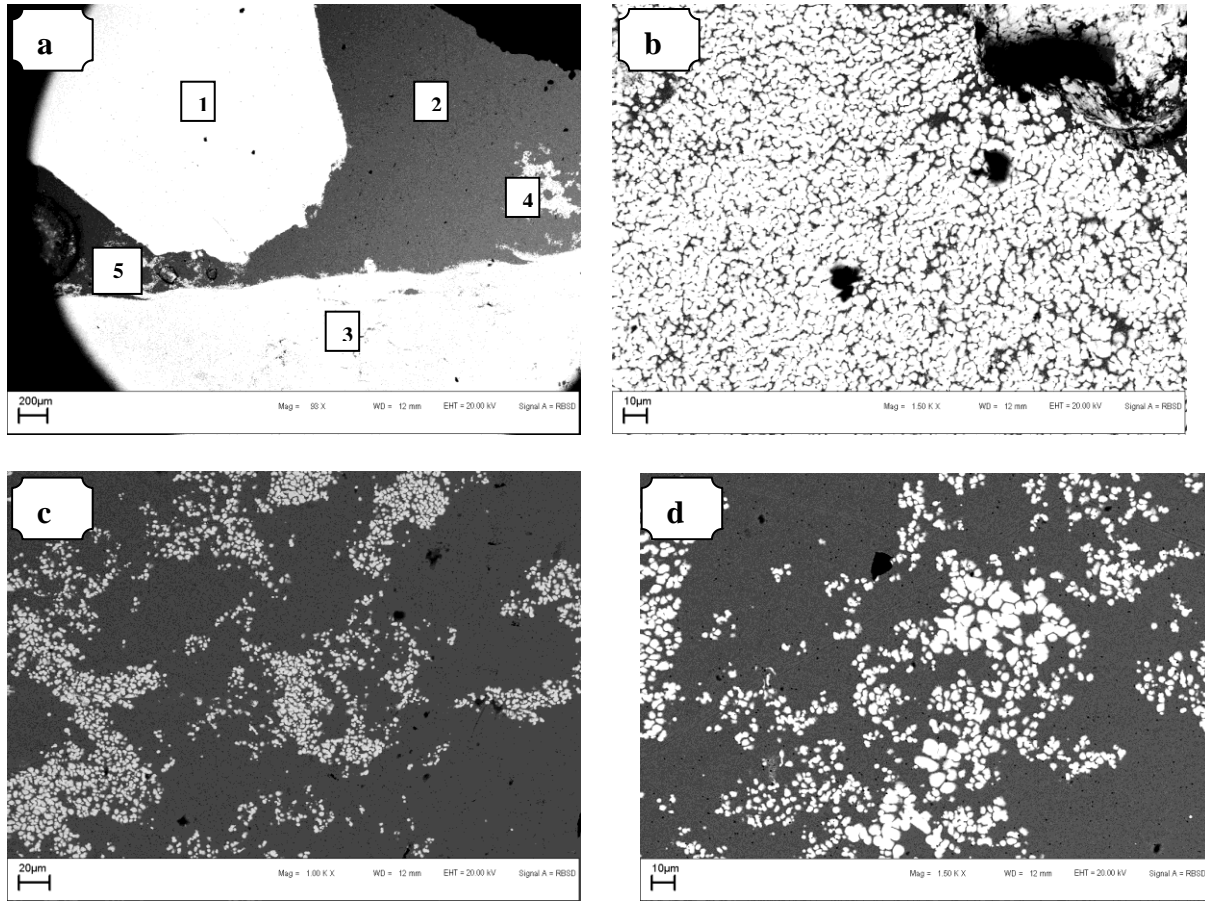 a
1
2
4
5
3
200µm
Mag = 93 X WD = 12 mm EHT = 20.00 kV Signal A = RBSD
b
10µm
Mag = 1.50 K X WD = 12 mm EHT = 20.00 kV Signal A = RBSD
c
20µm
Mag = 1.00 K X WD = 12 mm EHT = 20.00 kV Signal A = RBSD
d
10µm
Mag = 1.50 K X WD = 12 mm EHT = 20.00 kV Signal A = RBSD